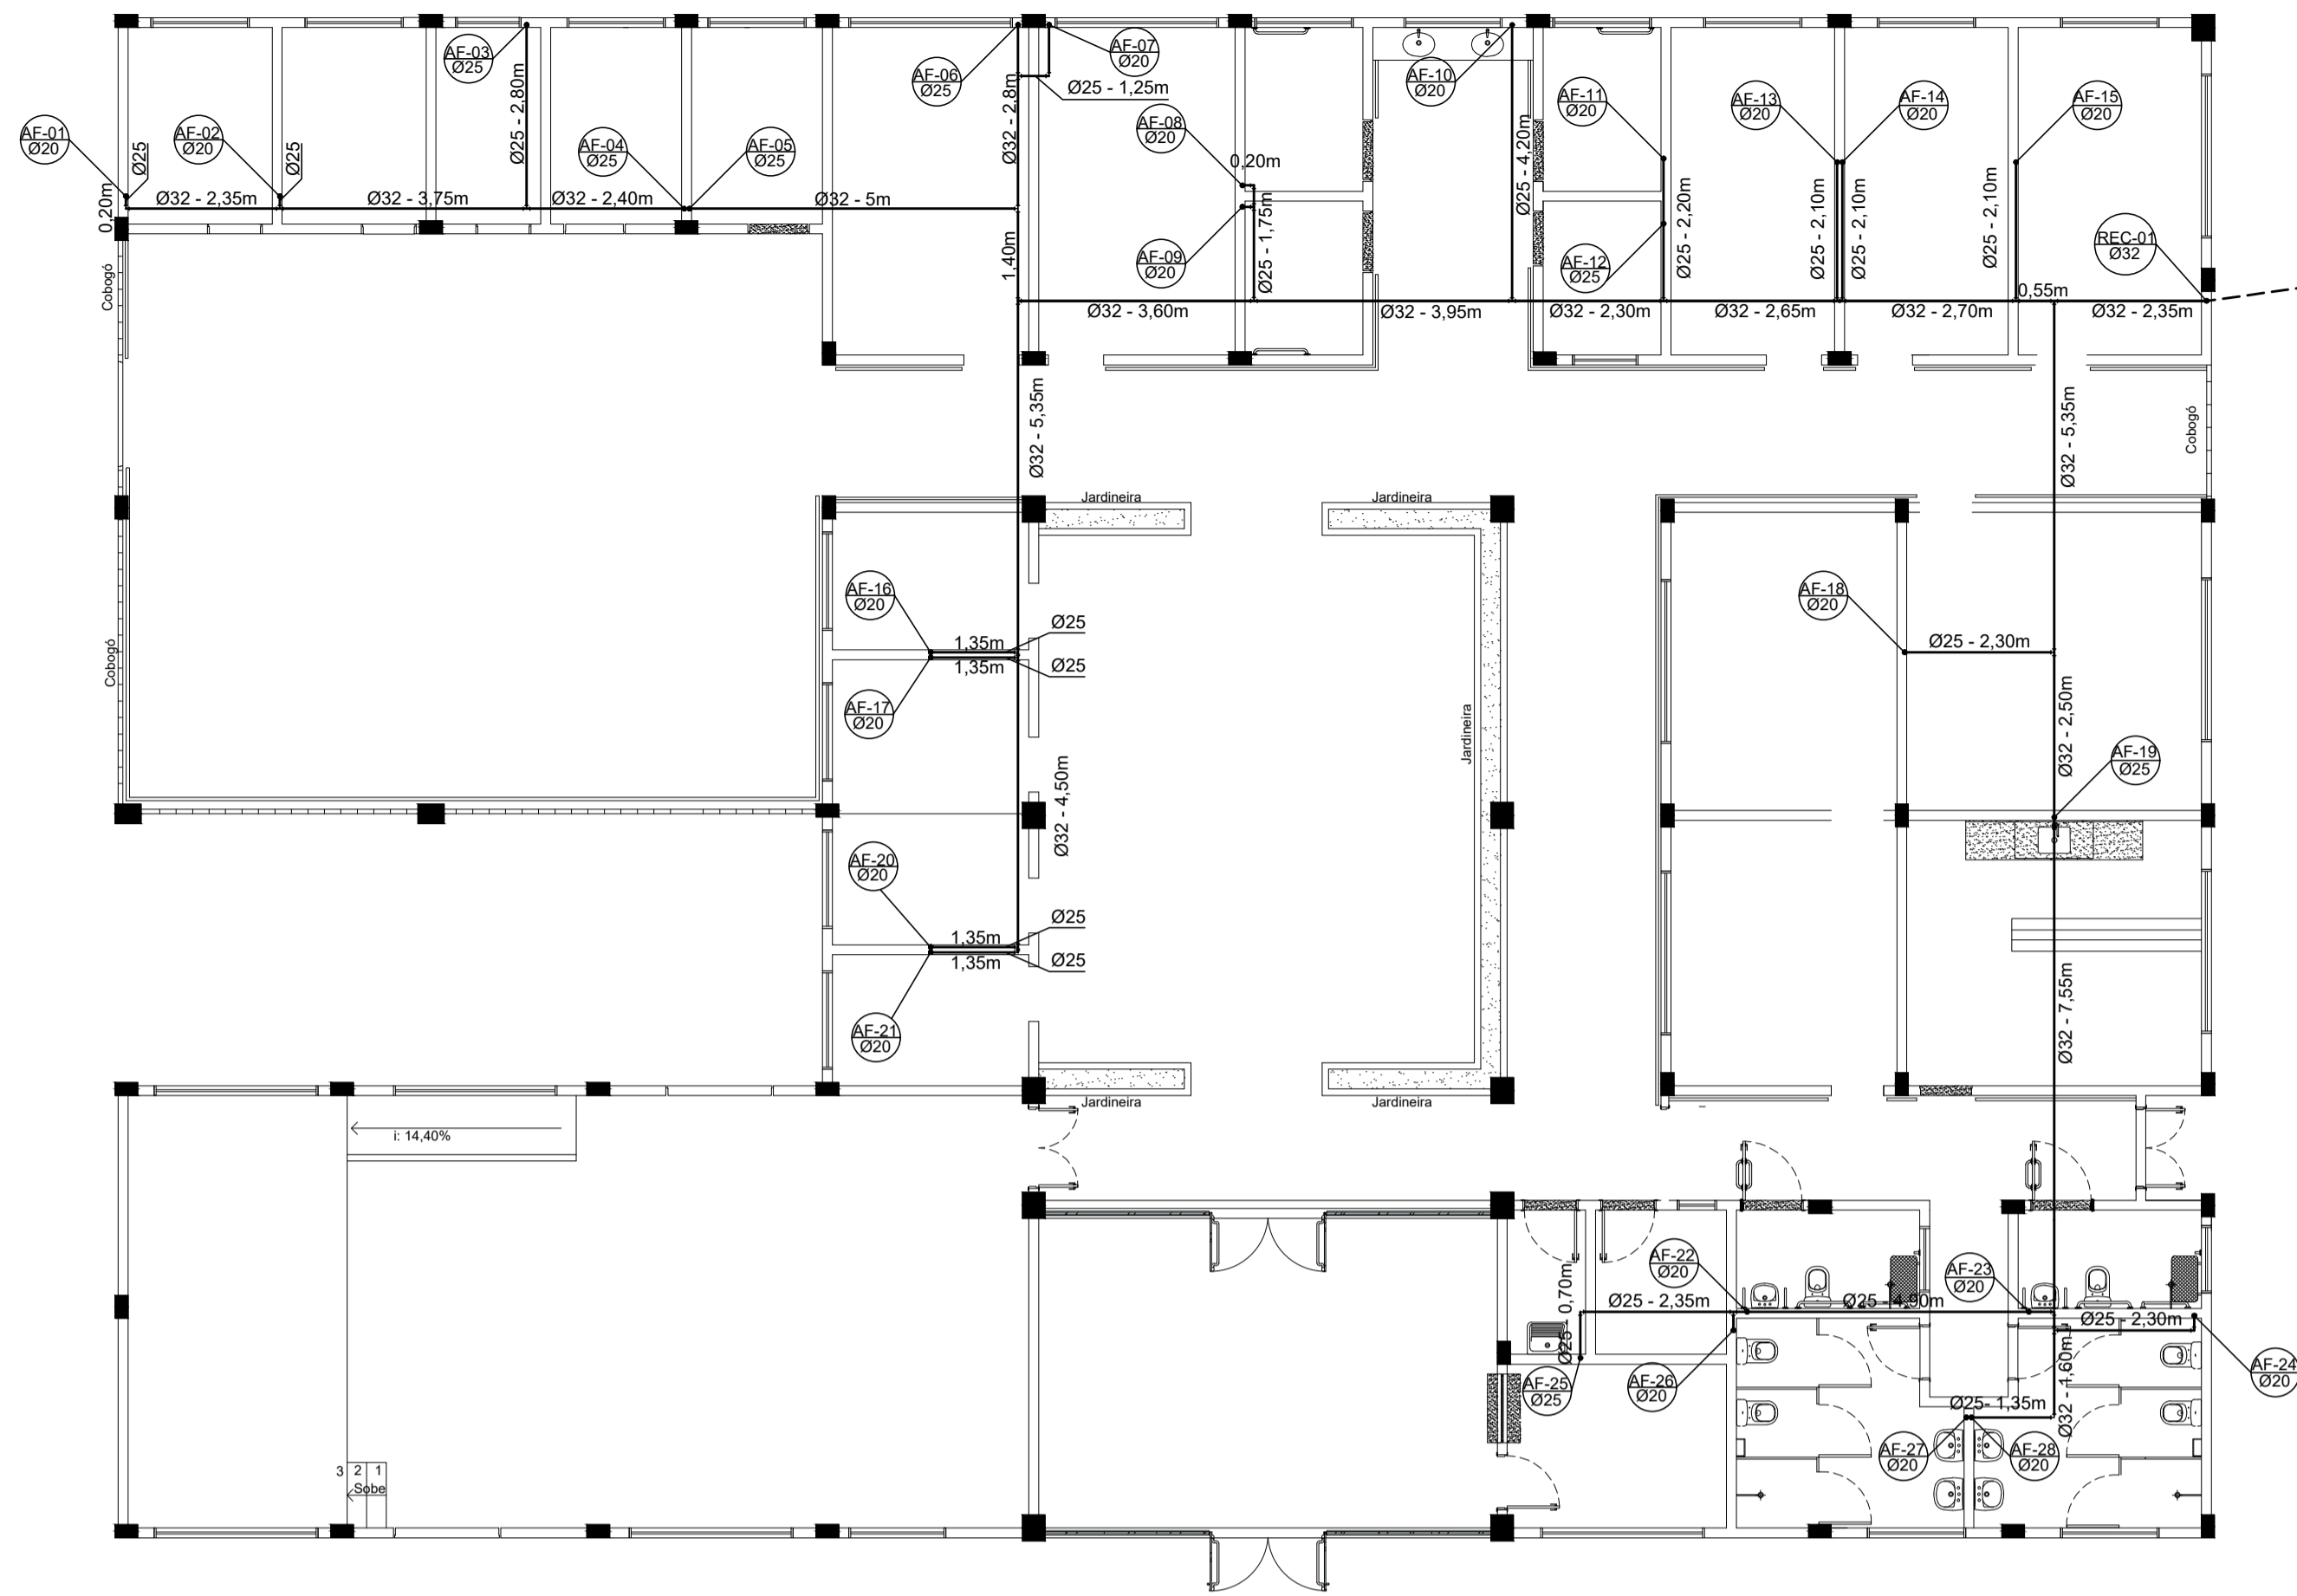 AF-03
Ø25
AF-07
Ø20
AF-06
Ø25
Ø25 - 1,25m
AF-10
Ø20
AF-01
Ø20
Ø25
AF-02
Ø20
Ø25
Ø25 - 2,80m
AF-04
Ø25
AF-05
Ø25
Ø32 - 2,8m
AF-08
Ø20
0,20m
AF-11
Ø20
AF-13
Ø20
AF-14
Ø20
AF-15
Ø20
0,20m
Ø32 - 2,35m
Ø32 - 3,75m
Ø32 - 2,40m
Ø32 - 5m
1,40m
AF-09
Ø20
Ø25 - 1,75m
Ø25 - 4,20m
AF-12
Ø25
Ø25 - 2,20m
Ø25 - 2,10m
Ø25 - 2,10m
Ø25 - 2,10m
REC-01
Ø32
Cobogó
0,55m
Ø32 - 3,60m
Ø32 - 3,95m
Ø32 - 2,30m
Ø32 - 2,65m
Ø32 - 2,70m
Ø32 - 2,35m
Ø32 - 5,35m
Ø32 - 5,35m
Cobogó
Jardineira
Jardineira
AF-16
Ø20
1,35m
1,35m
Ø25
Ø25
AF-18
Ø20
Ø25 - 2,30m
Cobogó
AF-17
Ø20
Jardineira
Ø32 - 2,50m
AF-19
Ø25
Ø32 - 4,50m
AF-20
Ø20
1,35m
1,35m
Ø25
Ø25
AF-21
Ø20
Ø32 - 7,55m
Jardineira
Jardineira
i: 14,40%
AF-22
Ø20
AF-23
Ø20
Ø25 - 0,70m
Ø25 - 2,35m
Ø25 - 4,90m
Ø25 - 2,30m
AF-25
Ø25
AF-26
Ø20
Ø32 - 1,60m
AF-24
Ø20
Ø25- 1,35m
AF-27
Ø20
AF-28
Ø20
3 2 1
Sobe